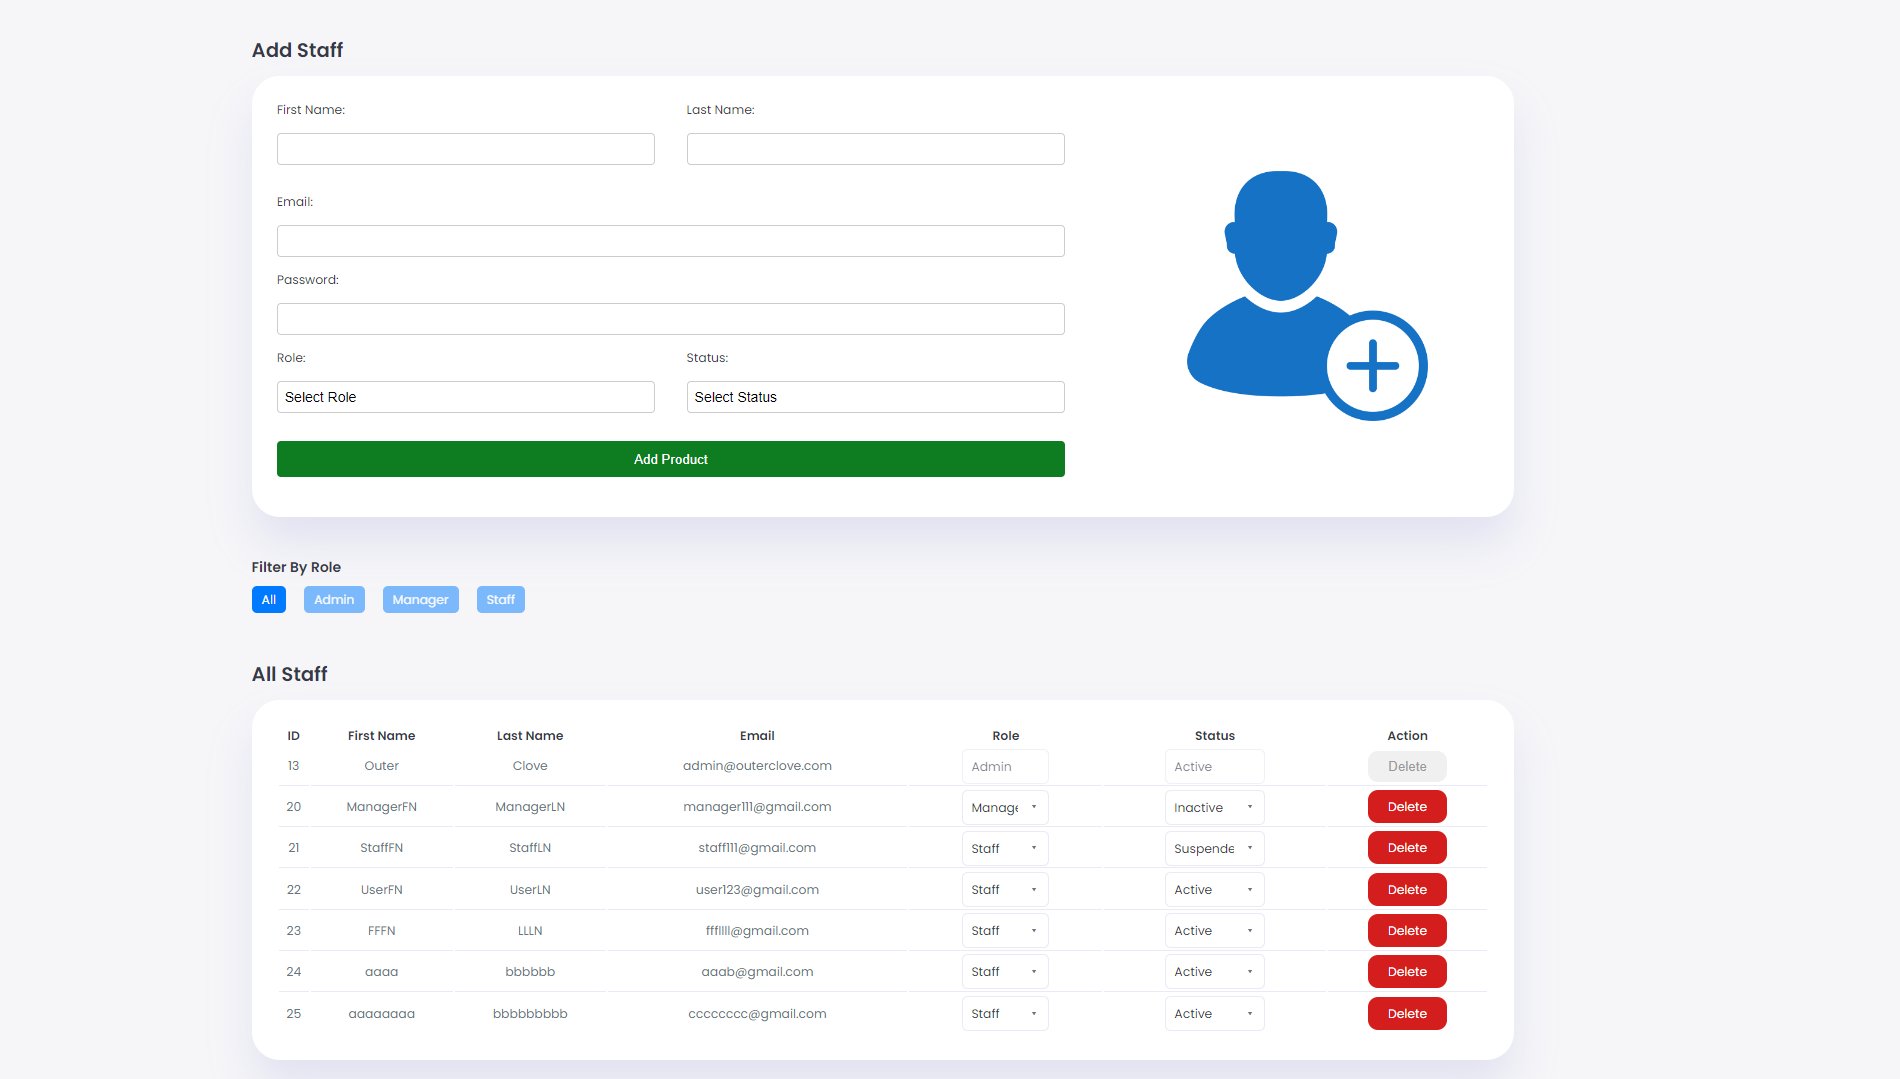 Add Staff
First Name: Last Name:
Email:
Password:
Role: Status:
Select Role Select Status
Add Product
Filter By Role
All Admin Manager Staff
All Staff
ID First Name Last Name Email Role Status Action
13 Outer Clove admin@outerclove.com Admin Active Delete
20 ManagerFN ManagerLN manager111@gmail.com Manage Inactive Delete
21 StaffFN StaffLN staff111@gmail.com Staff Suspende Delete
22 UserFN UserLN user123@gmail.com Staff Active Delete
23 FFFN LLLN fffllll@gmail.com Staff Active Delete
24 aaaa bbbbbb aaab@gmail.com Staff Active Delete
25 aaaaaaaa bbbbbbbbb cccccccc@gmail.com Staff Active Delete